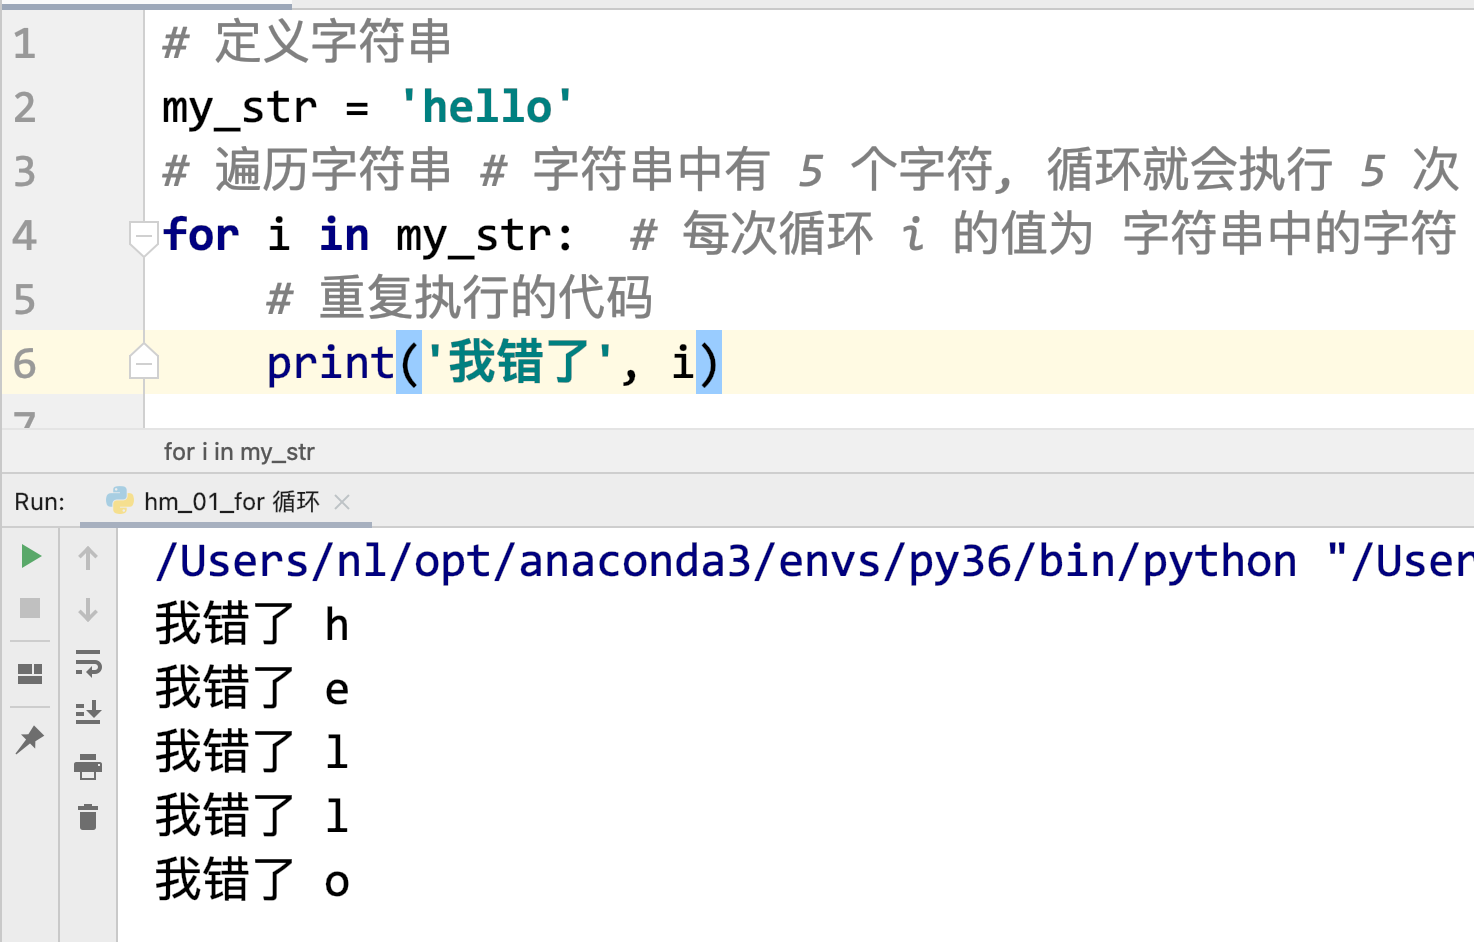 1 # 定义字符串
2 my_str = 'hello'
3 # 遍历字符串 # 字符串中有 5 个字符, 循环就会执行 5 次
4 for i in my_str: # 每次循环 i 的值为 字符串中的字符
5 # 重复执行的代码
6 print('我错了', i)
7
for i in my_str
Run: hm_01_for 循环
/Users/nl/opt/anaconda3/envs/py36/bin/python "/User
我错了 h
我错了 e
我错了 l
我错了 l
我错了 o